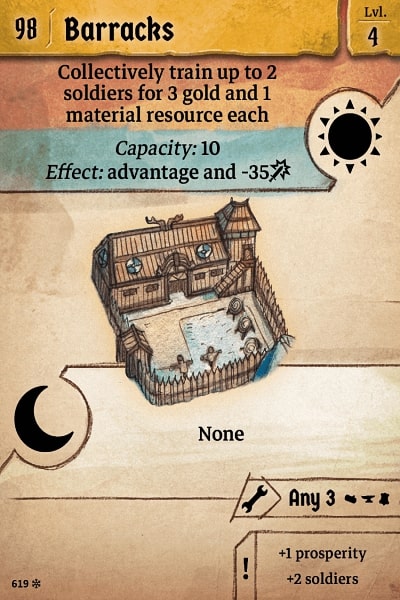 98 Barracks
Lvl.
4
Collectively train up to 2
soldiers for 3 gold and 1
material resource each
Capacity: 10
Effect: advantage and -35
None
Any 3
! +1 prosperity
+2 soldiers
619